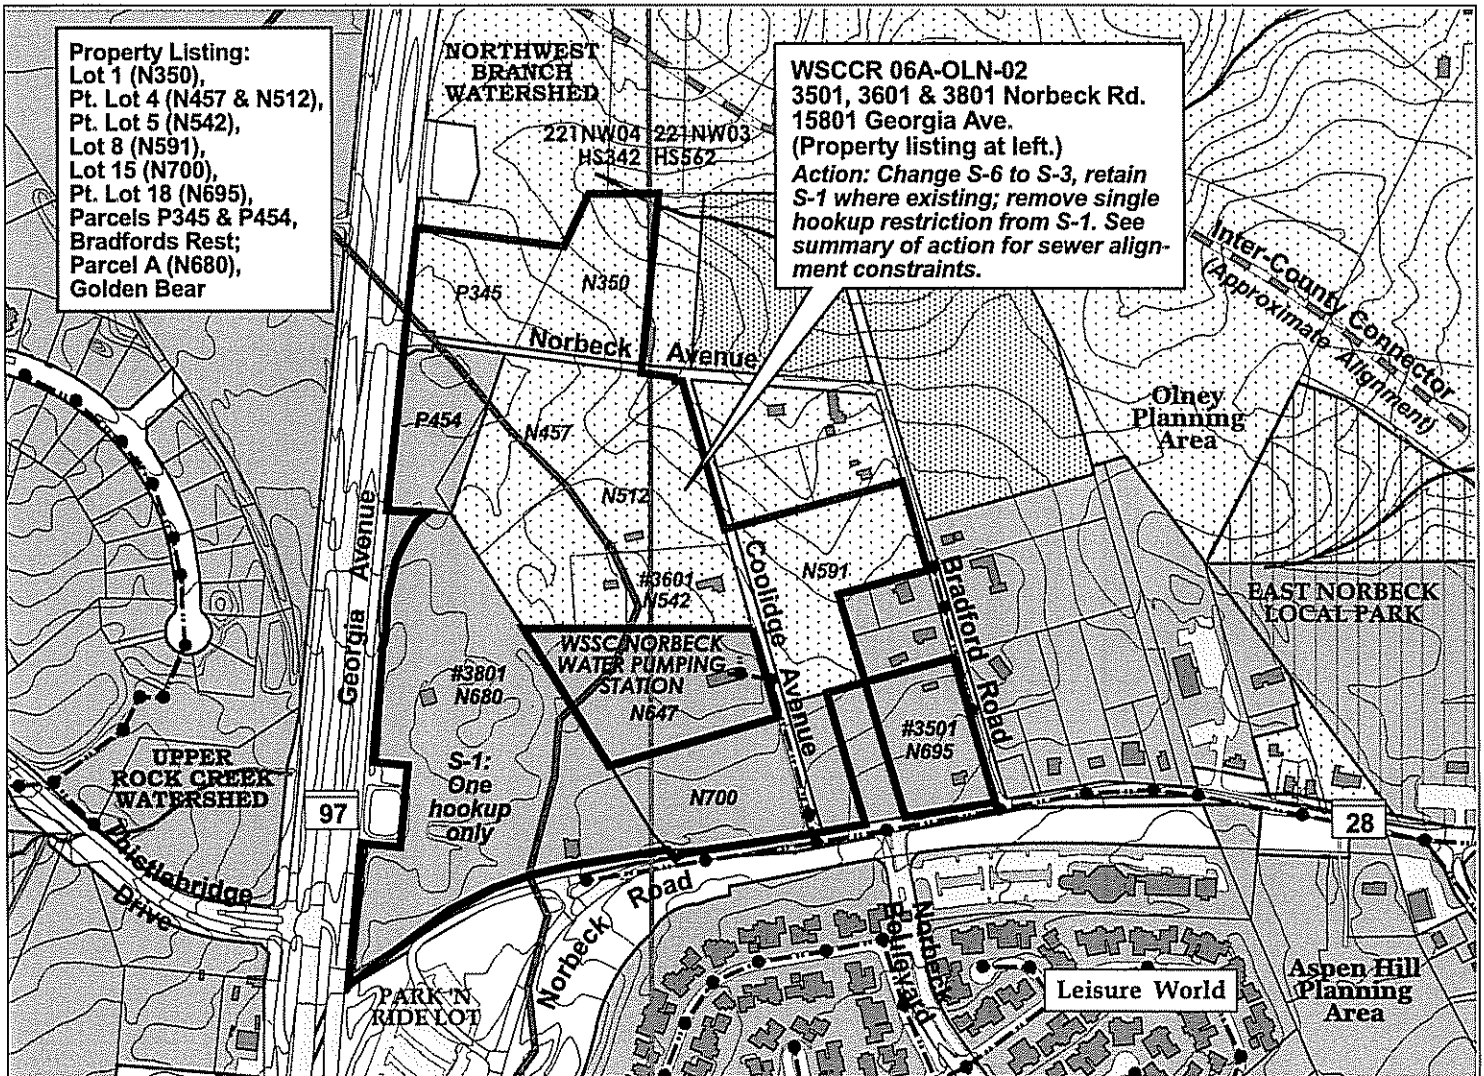 Property Listing:
Lot 1 (N350),
Pt. Lot 4 (N457 & N512),
Pt. Lot 5 (N542),
Lot 8 (N591),
Lot 15 (N700),
Pt. Lot 18 (N695),
Parcels P345 & P454,
Bradfords Rest;
Parcel A (N680),
Golden Bear
NORTHWEST
BRANCH
WATERSHED
221NW04 221NW03
HS342 HS562
WSCCR 06A-OLN-02
3501, 3601 & 3801 Norbeck Rd.
15801 Georgia Ave.
(Property listing at left.)
Action: Change S-6 to S-3, retain
S-1 where existing; remove single
hookup restriction from S-1. See
summary of action for sewer align-
ment constraints.
Inter-County Connector
(Approximate Alignment)
P345
N350
Norbeck Avenue
P454
N457
Olney
Planning
Area
N512
Georgia Avenue
Coolidge Avenue
N591
Bradford Road
#3601
N542
EAST NORBECK
LOCAL PARK
WSSC NORBECK
WATER PUMPING
STATION
N647
#3801
N680
#3501
N695
UPPER
ROCK CREEK
WATERSHED
S-1:
One
hookup
only
N700
97
28
Thistlebridge
Drive
Norbeck Road
Norbeck
Boulevard
PARK 'N
RIDE LOT
Leisure World
Aspen Hill
Planning
Area